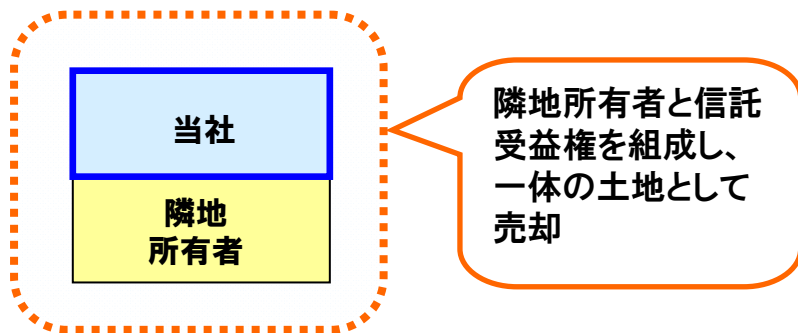 当社
隣地
所有者
隣地所有者と信託
受益権を組成し、
一体の土地として
売却